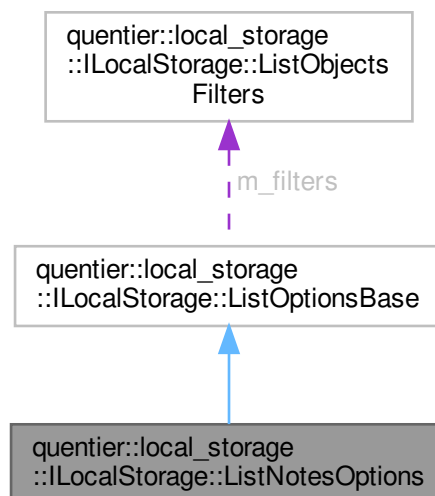 quentier::local_storage
::ILocalStorage::ListObjects
Filters
m_filters
quentier::local_storage
::ILocalStorage::ListOptionsBase
quentier::local_storage
::ILocalStorage::ListNotesOptions